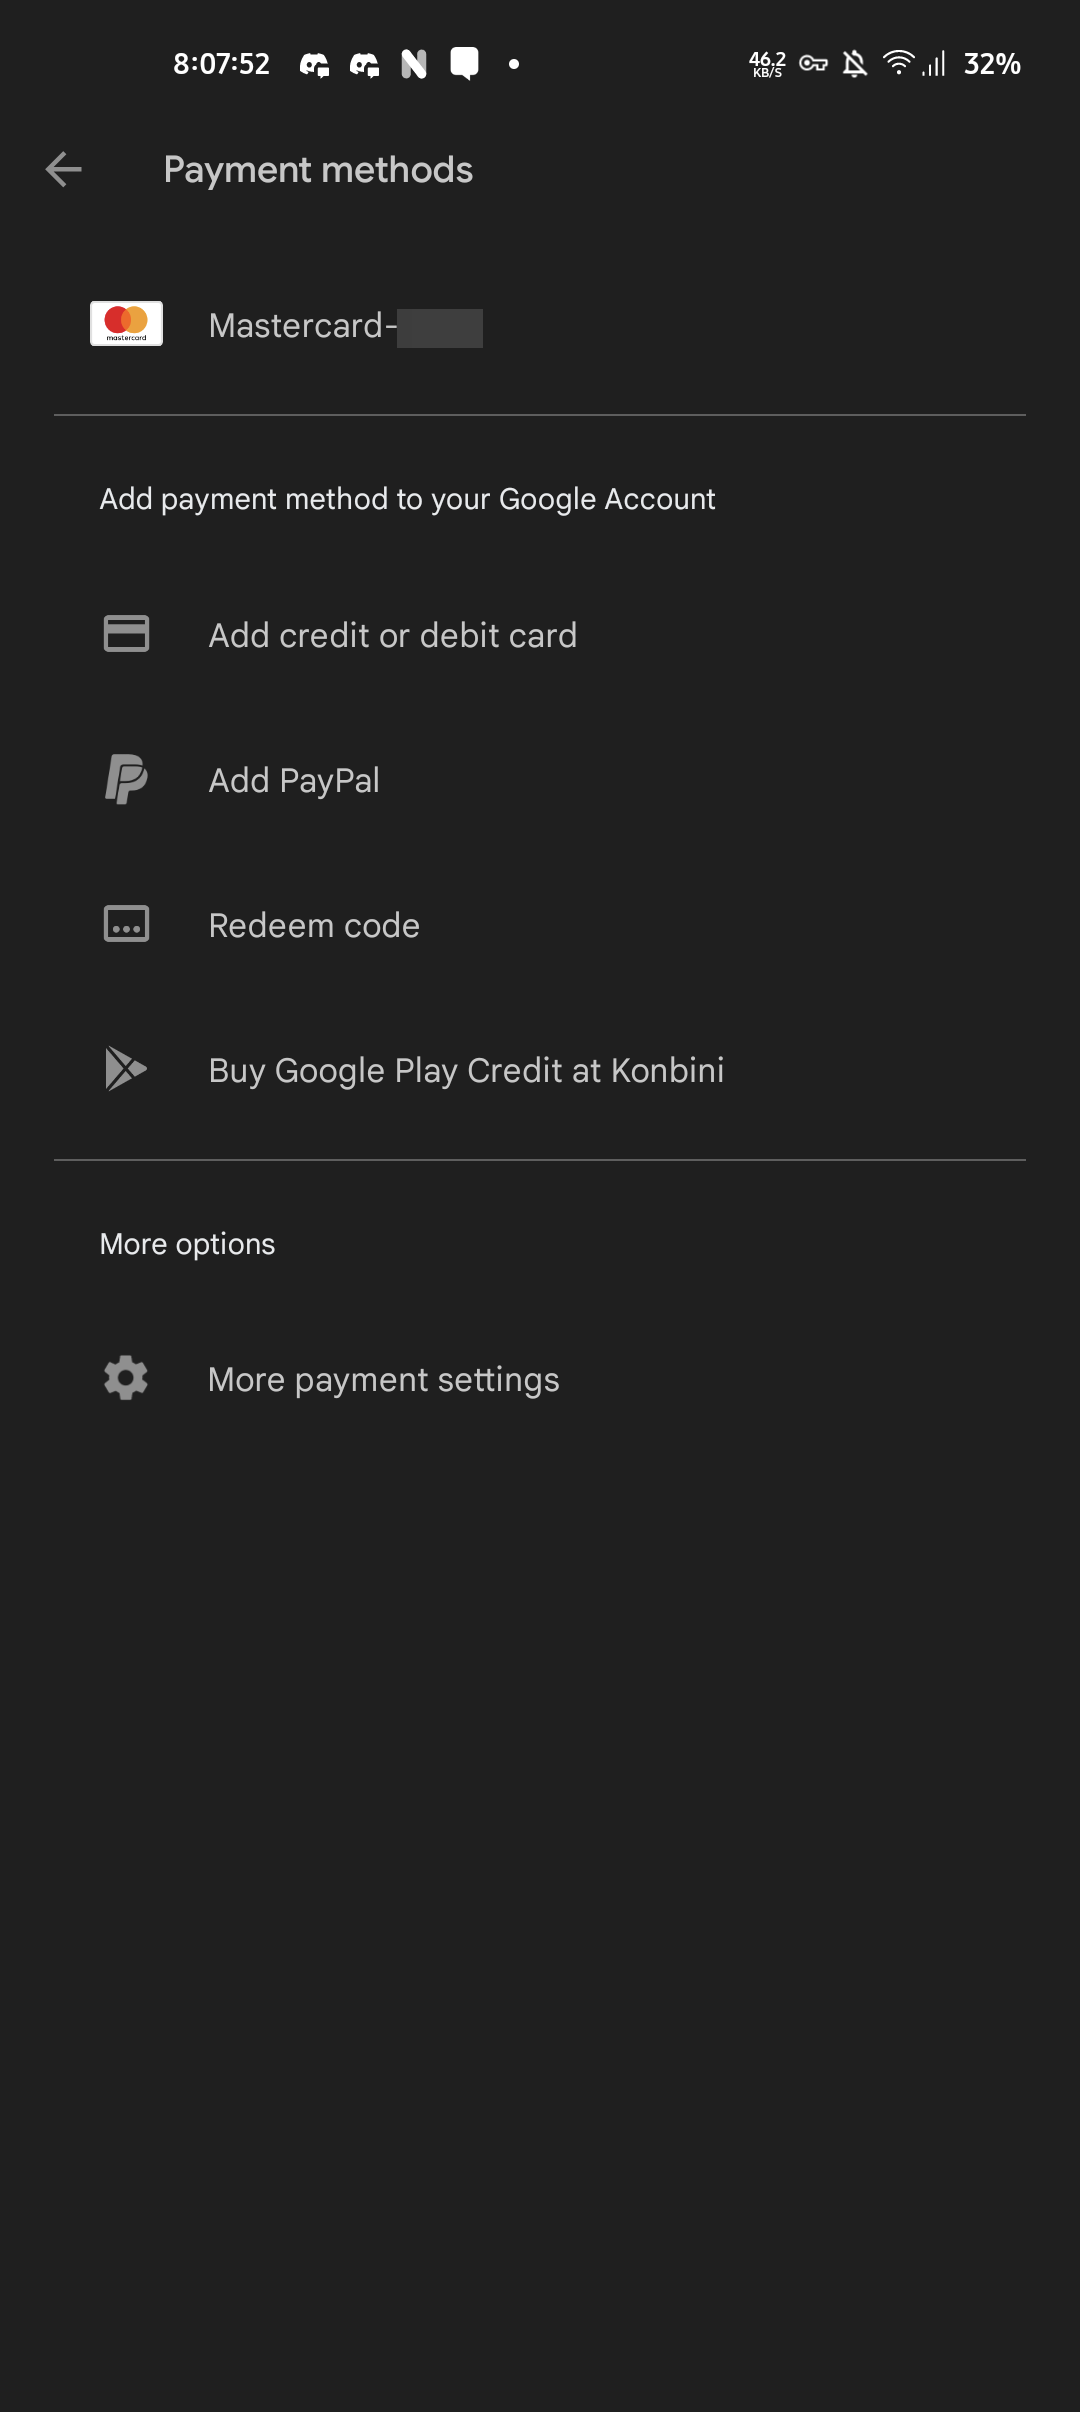 8:07:52 46.2 KB/S 32%
Payment methods
mastercard
Mastercard-
Add payment method to your Google Account
Add credit or debit card
Add PayPal
Redeem code
Buy Google Play Credit at Konbini
More options
More payment settings